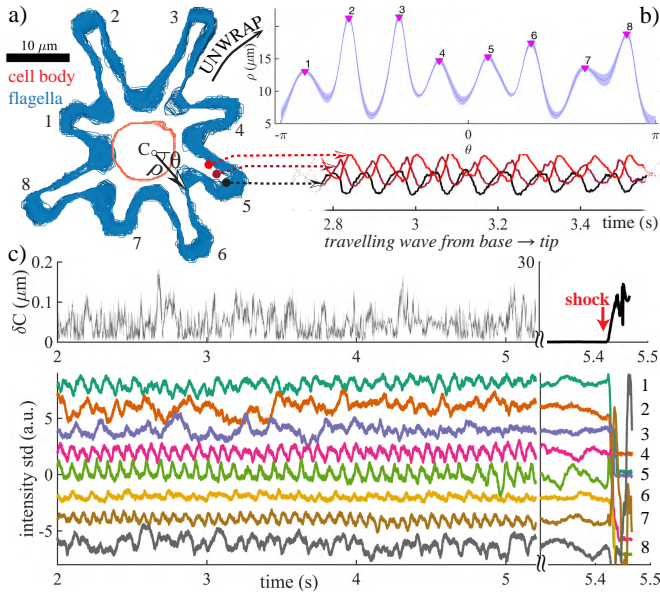 a)
2
3
10 μm
cell body
flagella
1
4
C
θ
ρ
8
5
7
6
UNWRAP
b)
ρ (μm)
20
15
10
5
1
2
3
4
5
6
7
8
-π
0
π
θ
2.8
3
3.2
3.4
time (s)
travelling wave from base → tip
c)
δC (μm)
0.2
0.1
0
2
3
4
5
30
shock
5.4
5.45
intensity std (a.u.)
5
0
-5
1
2
3
4
5
6
7
8
2
3
4
5
5.4
5.5
time (s)